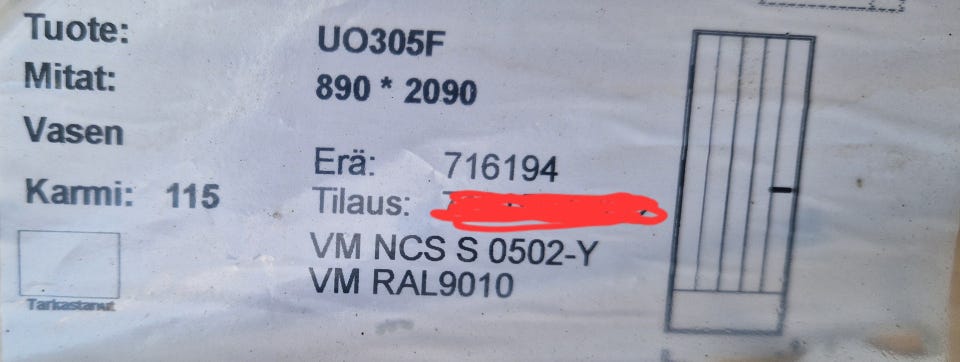 Tuote: UO305F
Mitat: 890 * 2090
Vasen
Erä: 716194
Karmi: 115
Tilaus:
VM NCS S 0502-Y
VM RAL9010
Tarkastanut